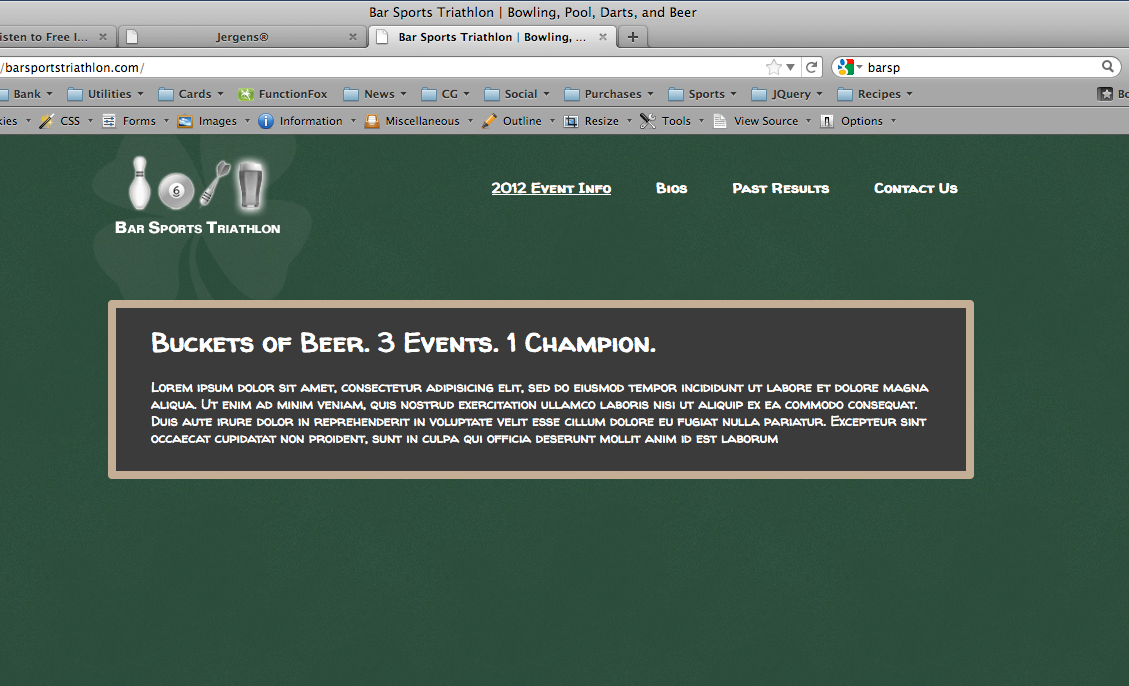 Bar Sports Triathlon | Bowling, Pool, Darts, and Beer
isten to Free I... Jergens® Bar Sports Triathlon | Bowling, ...
/barsportstriathlon.com/ barsp
Bank Utilities Cards FunctionFox News CG Social Purchases Sports JQuery Recipes Bo
kies CSS Forms Images Information Miscellaneous Outline Resize Tools View Source Options
6
Bar Sports Triathlon
2012 Event Info Bios Past Results Contact Us
Buckets of Beer. 3 Events. 1 Champion.
Lorem ipsum dolor sit amet, consectetur adipisicing elit, sed do eiusmod tempor incididunt ut labore et dolore magna
aliqua. Ut enim ad minim veniam, quis nostrud exercitation ullamco laboris nisi ut aliquip ex ea commodo consequat.
Duis aute irure dolor in reprehenderit in voluptate velit esse cillum dolore eu fugiat nulla pariatur. Excepteur sint
occaecat cupidatat non proident, sunt in culpa qui officia deserunt mollit anim id est laborum